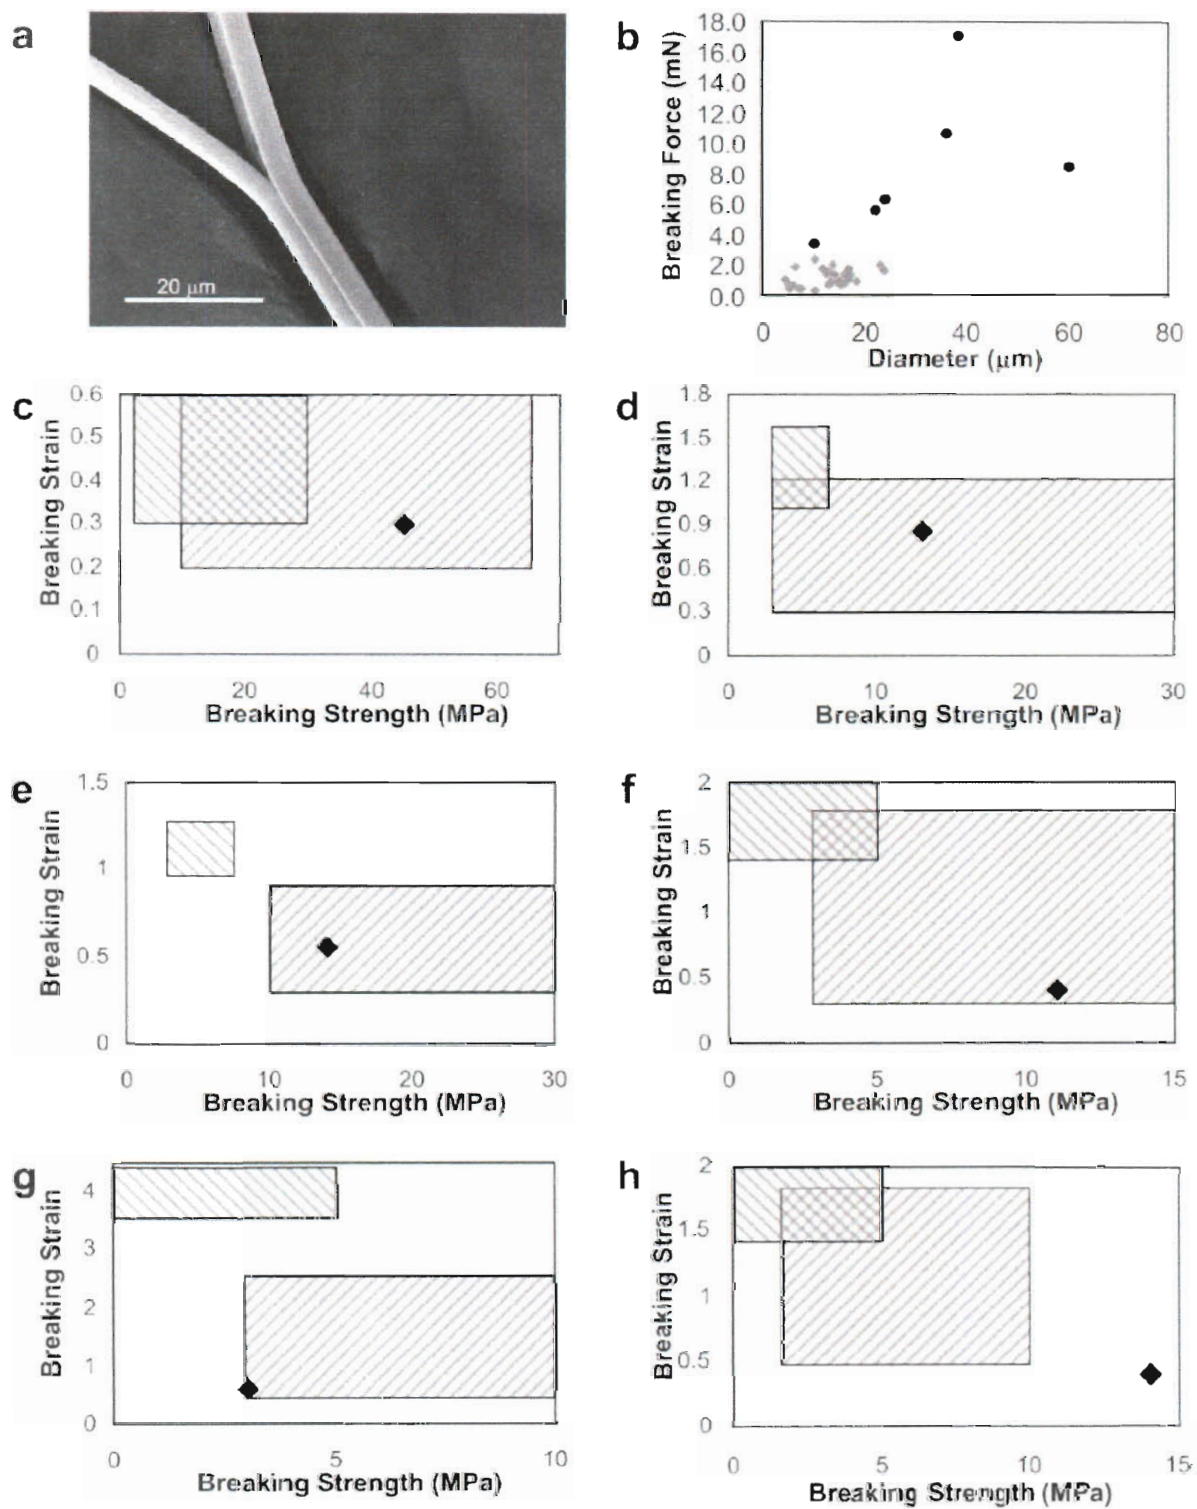 a
20 μm
b
Breaking Force (mN)
18.0
16.0
14.0
12.0
10.0
8.0
6.0
4.0
2.0
0.0
0 20 40 60 80
Diameter (μm)
c
Breaking Strain
0.6
0.5
0.4
0.3
0.2
0.1
0
0 20 40 60
Breaking Strength (MPa)
d
Breaking Strain
1.8
1.5
1.2
0.9
0.6
0.3
0
0 10 20 30
Breaking Strength (MPa)
e
Breaking Strain
1.5
1
0.5
0
0 10 20 30
Breaking Strength (MPa)
f
Breaking Strain
2
1.5
1
0.5
0
0 5 10 15
Breaking Strength (MPa)
g
Breaking Strain
4
3
2
1
0
0 5 10
Breaking Strength (MPa)
h
Breaking Strain
2
1.5
1
0.5
0
0 5 10 15
Breaking Strength (MPa)